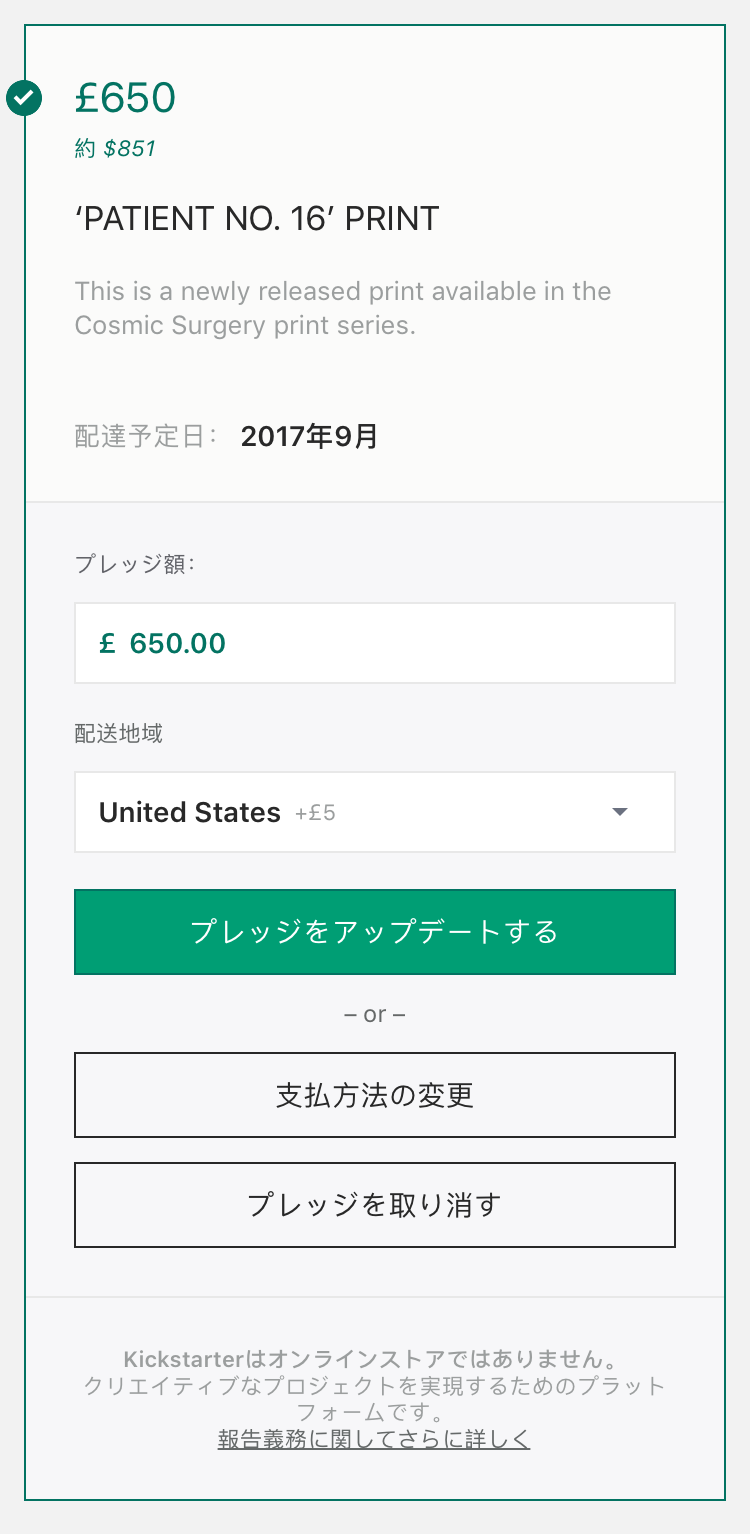 £650
約 $851
‘PATIENT NO. 16’ PRINT
This is a newly released print available in the
Cosmic Surgery print series.
配達予定日： 2017年9月
プレッジ額:
£ 650.00
配送地域
United States +£5
プレッジをアップデートする
– or –
支払方法の変更
プレッジを取り消す
Kickstarterはオンラインストアではありません。
クリエイティブなプロジェクトを実現するためのプラット
フォームです。
報告義務に関してさらに詳しく